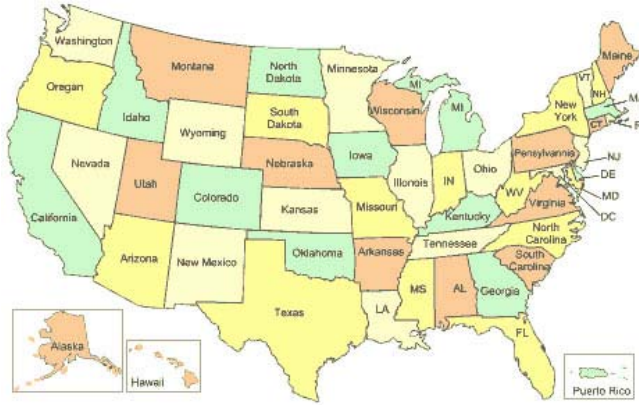 Washington
Montana
North
Dakota
Minnesota
Maine
VT
NH
Oregan
Idaho
South
Dakota
Wisconsin
MI
MI
New
York
CT
Wyoming
Nebraska
Iowa
Pensylvannis
NJ
Nevada
Utah
Colorado
Illinois
IN
Ohio
DE
MD
DC
WV
Virginia
California
Kansas
Missouri
Kentucky
North
Carolina
Arizona
New Mexico
Oklahoma
Arkansas
Tennessee
South
Carolina
Texas
LA
MS
AL
Georgia
FL
Alaska
Hawaii
Puerto Rico